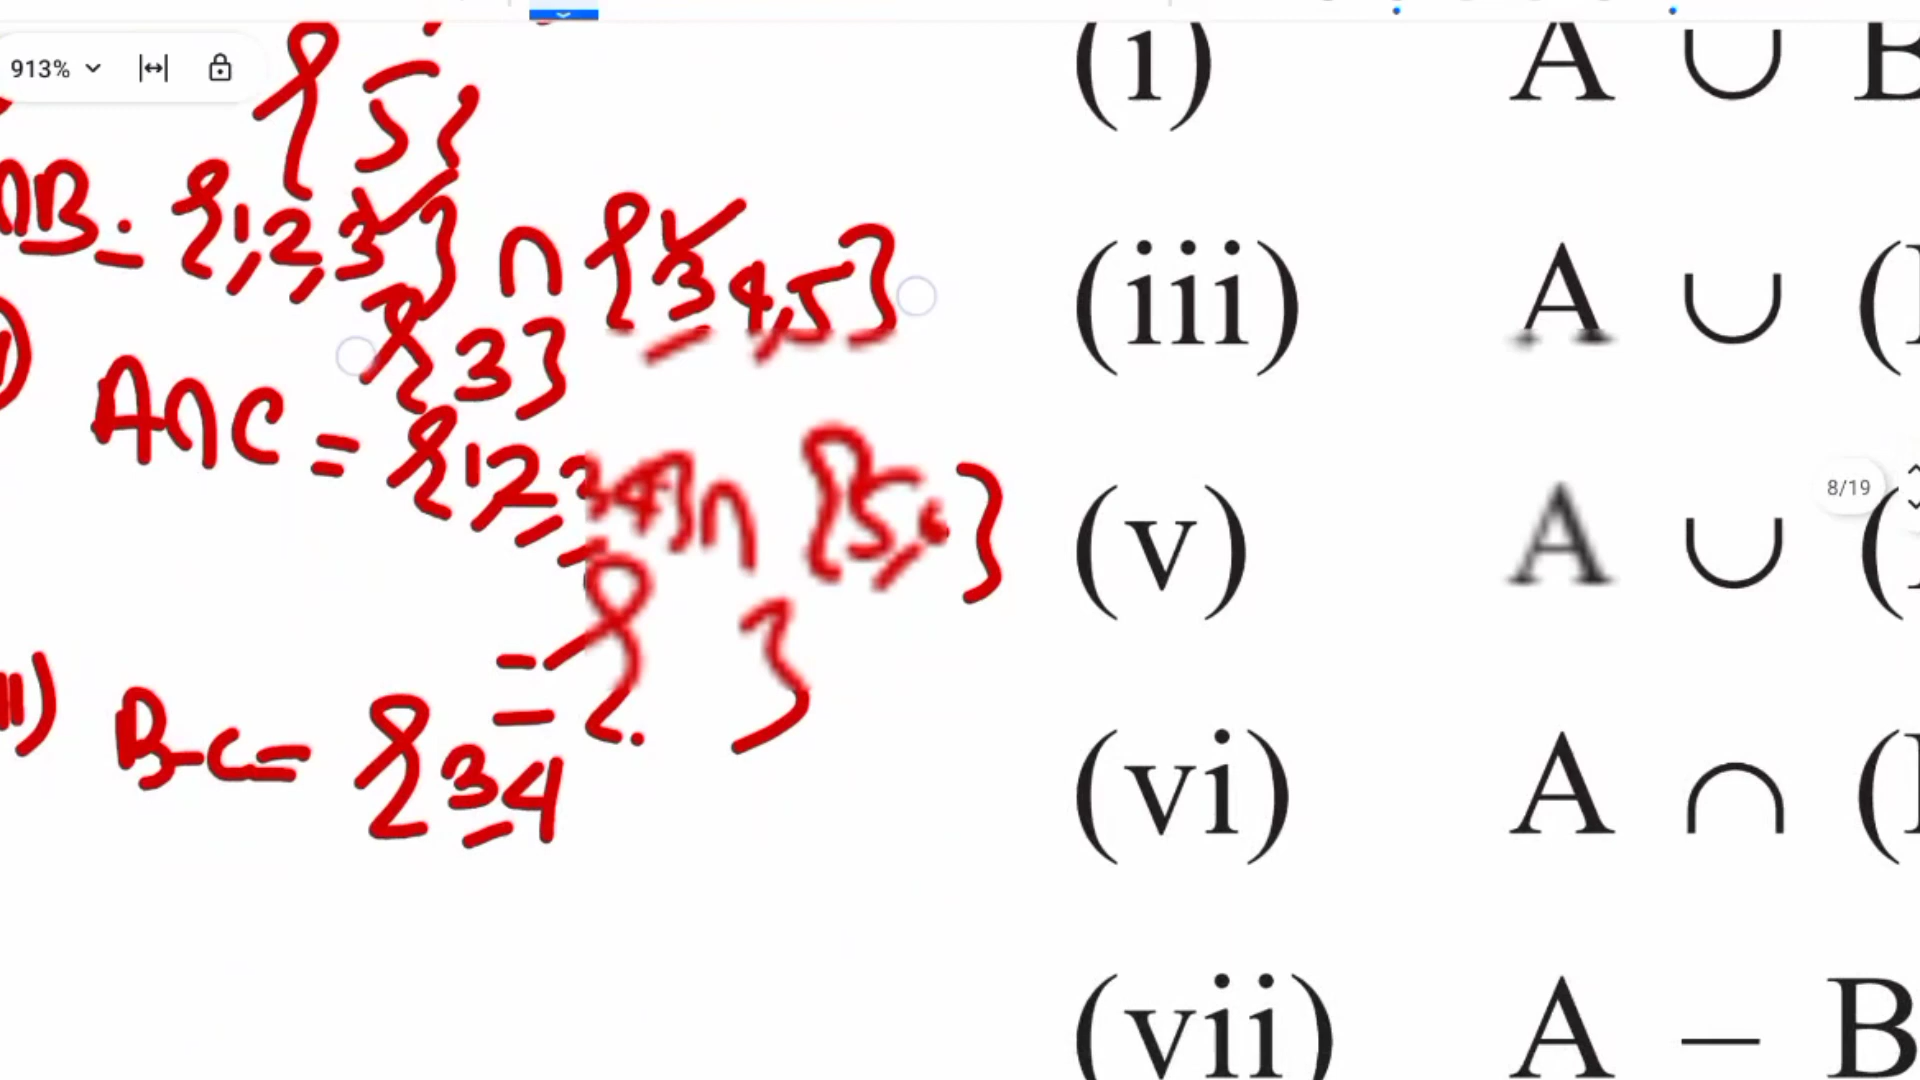 913%
{5}
∩B = {1,2,3} ∩ {3 4,5}
{3}
A∩C = {1 2, 3 4} ∩ {5,6}
= { }
B-C = {3 4
(i) A ∪ B
(iii) A ∪ (
(v) A ∪ (
8/19
(vi) A ∩ (
(vii) A − B